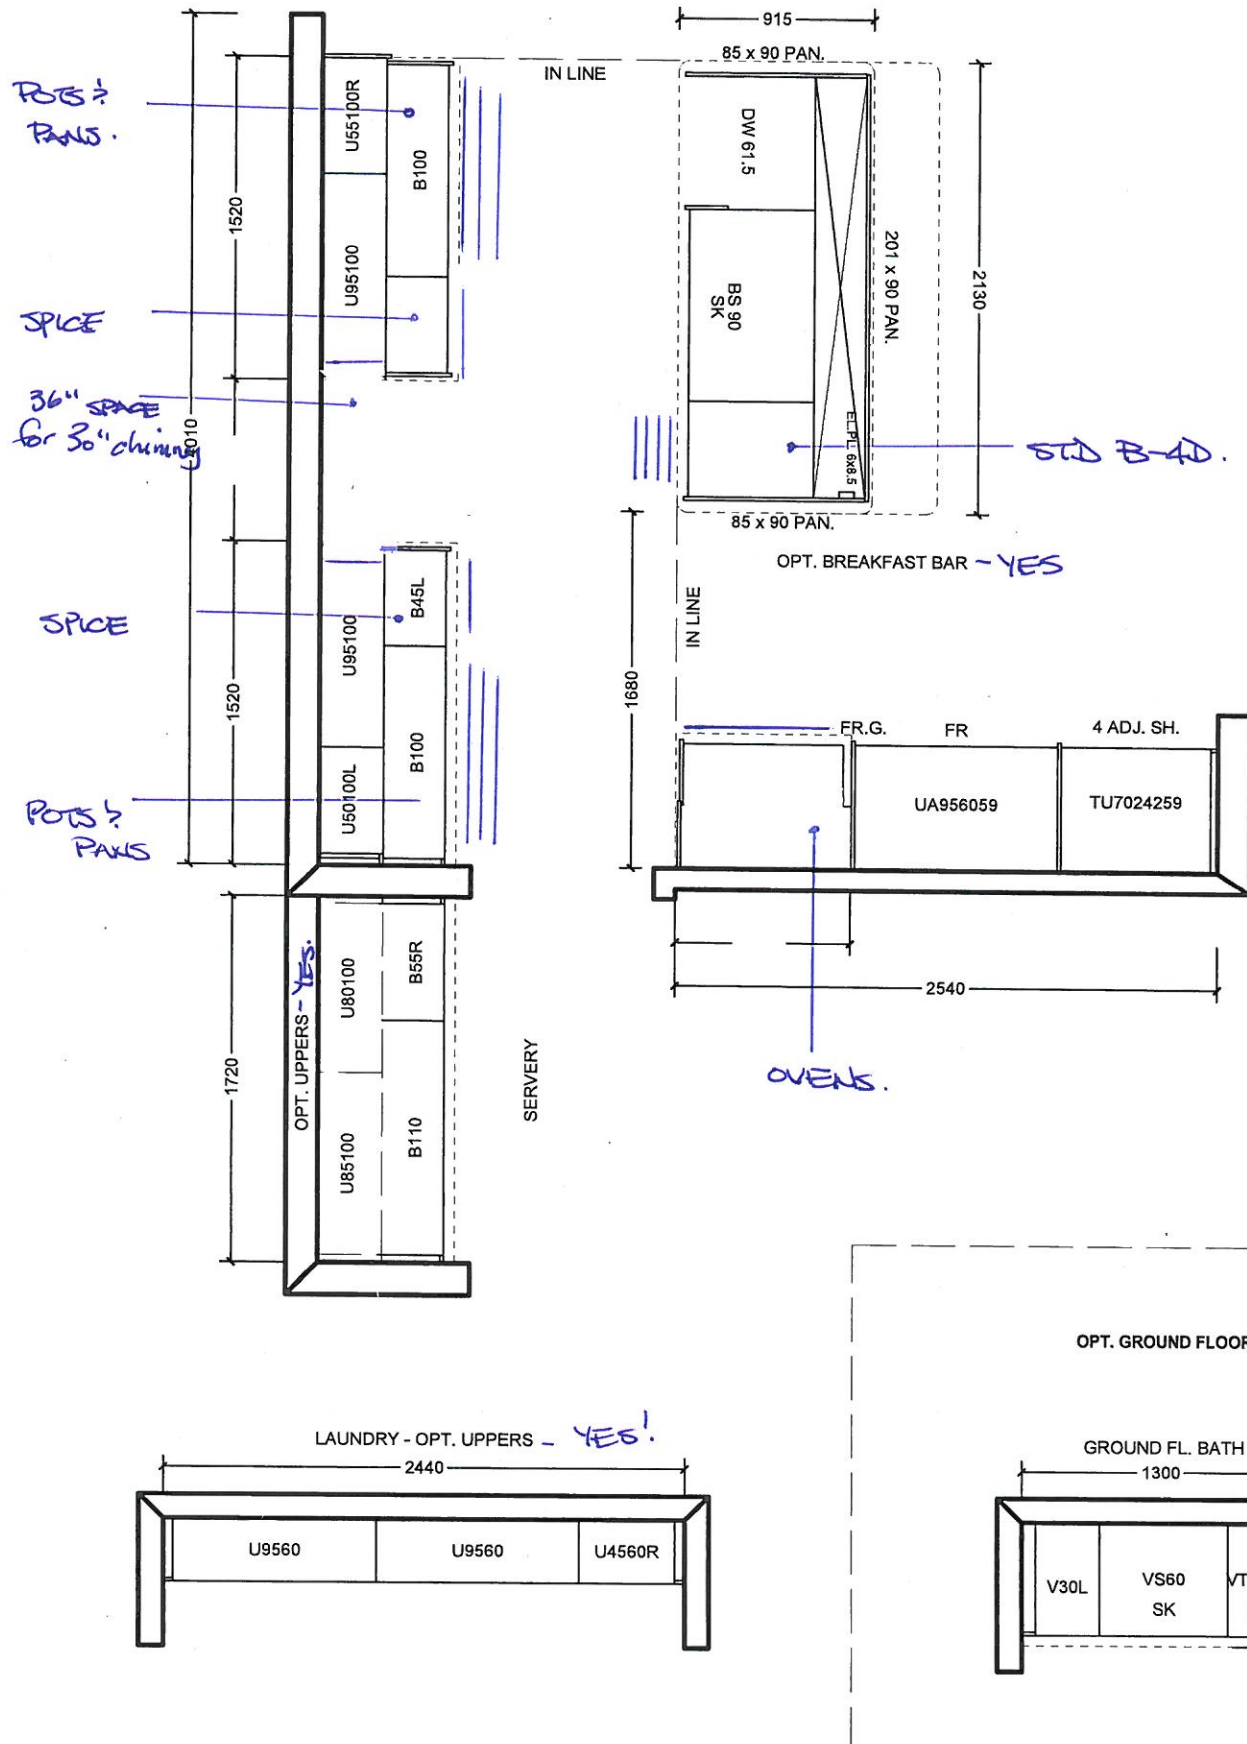 915
85 x 90 PAN.
IN LINE
POTS &
PANS.
U55100R
B100
DW 61.5
1520
U95100
201 x 90 PAN.
2130
BS 90
SK
SPICE
36" SPACE
for 30" chimney
EL.PL. 6x8.5
STD B-4D.
85 x 90 PAN.
OPT. BREAKFAST BAR - YES
SPICE
B45L
U95100
IN LINE
1520
1680
B100
U50100L
POTS &
PANS
FR.G.
FR
4 ADJ. SH.
UA956059
TU7024259
2540
OVENS.
OPT. UPPERS - YES.
U80100
B55R
1720
U85100
B110
SERVERY
OPT. GROUND FLOOR
LAUNDRY - OPT. UPPERS - YES!
2440
U9560
U9560
U4560R
GROUND FL. BATH
1300
V30L
VS60
SK
VT